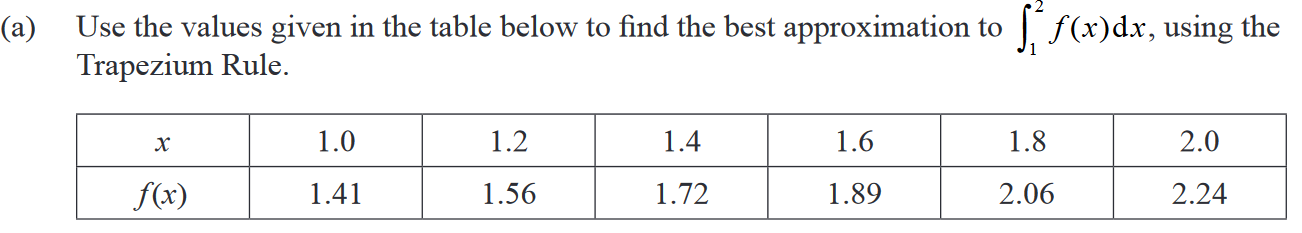 (a) Use the values given in the table below to find the best approximation to ∫₁² f(x)dx, using the
Trapezium Rule.
x 1.0 1.2 1.4 1.6 1.8 2.0
f(x) 1.41 1.56 1.72 1.89 2.06 2.24